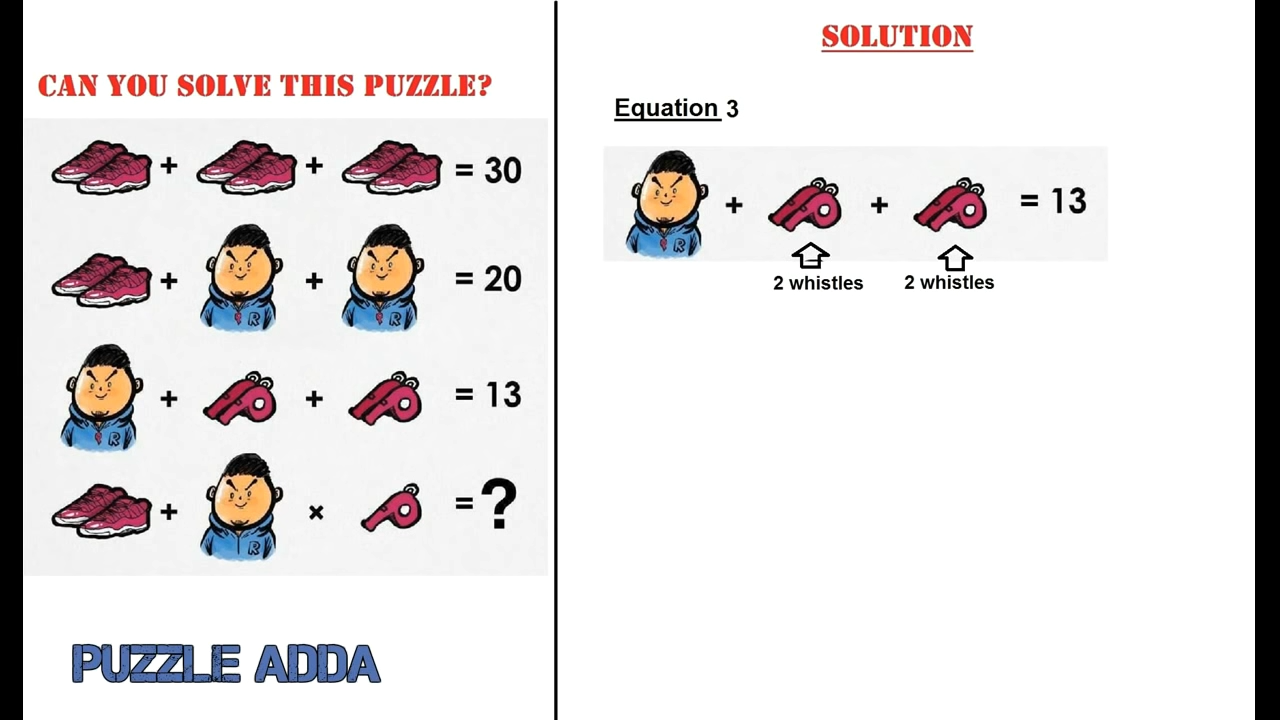 CAN YOU SOLVE THIS PUZZLE?
+ + = 30
+ + = 20
R R
+ + = 13
R
+ × = ?
R
PUZZLE ADDA
SOLUTION
Equation 3
+ + = 13
R
2 whistles 2 whistles